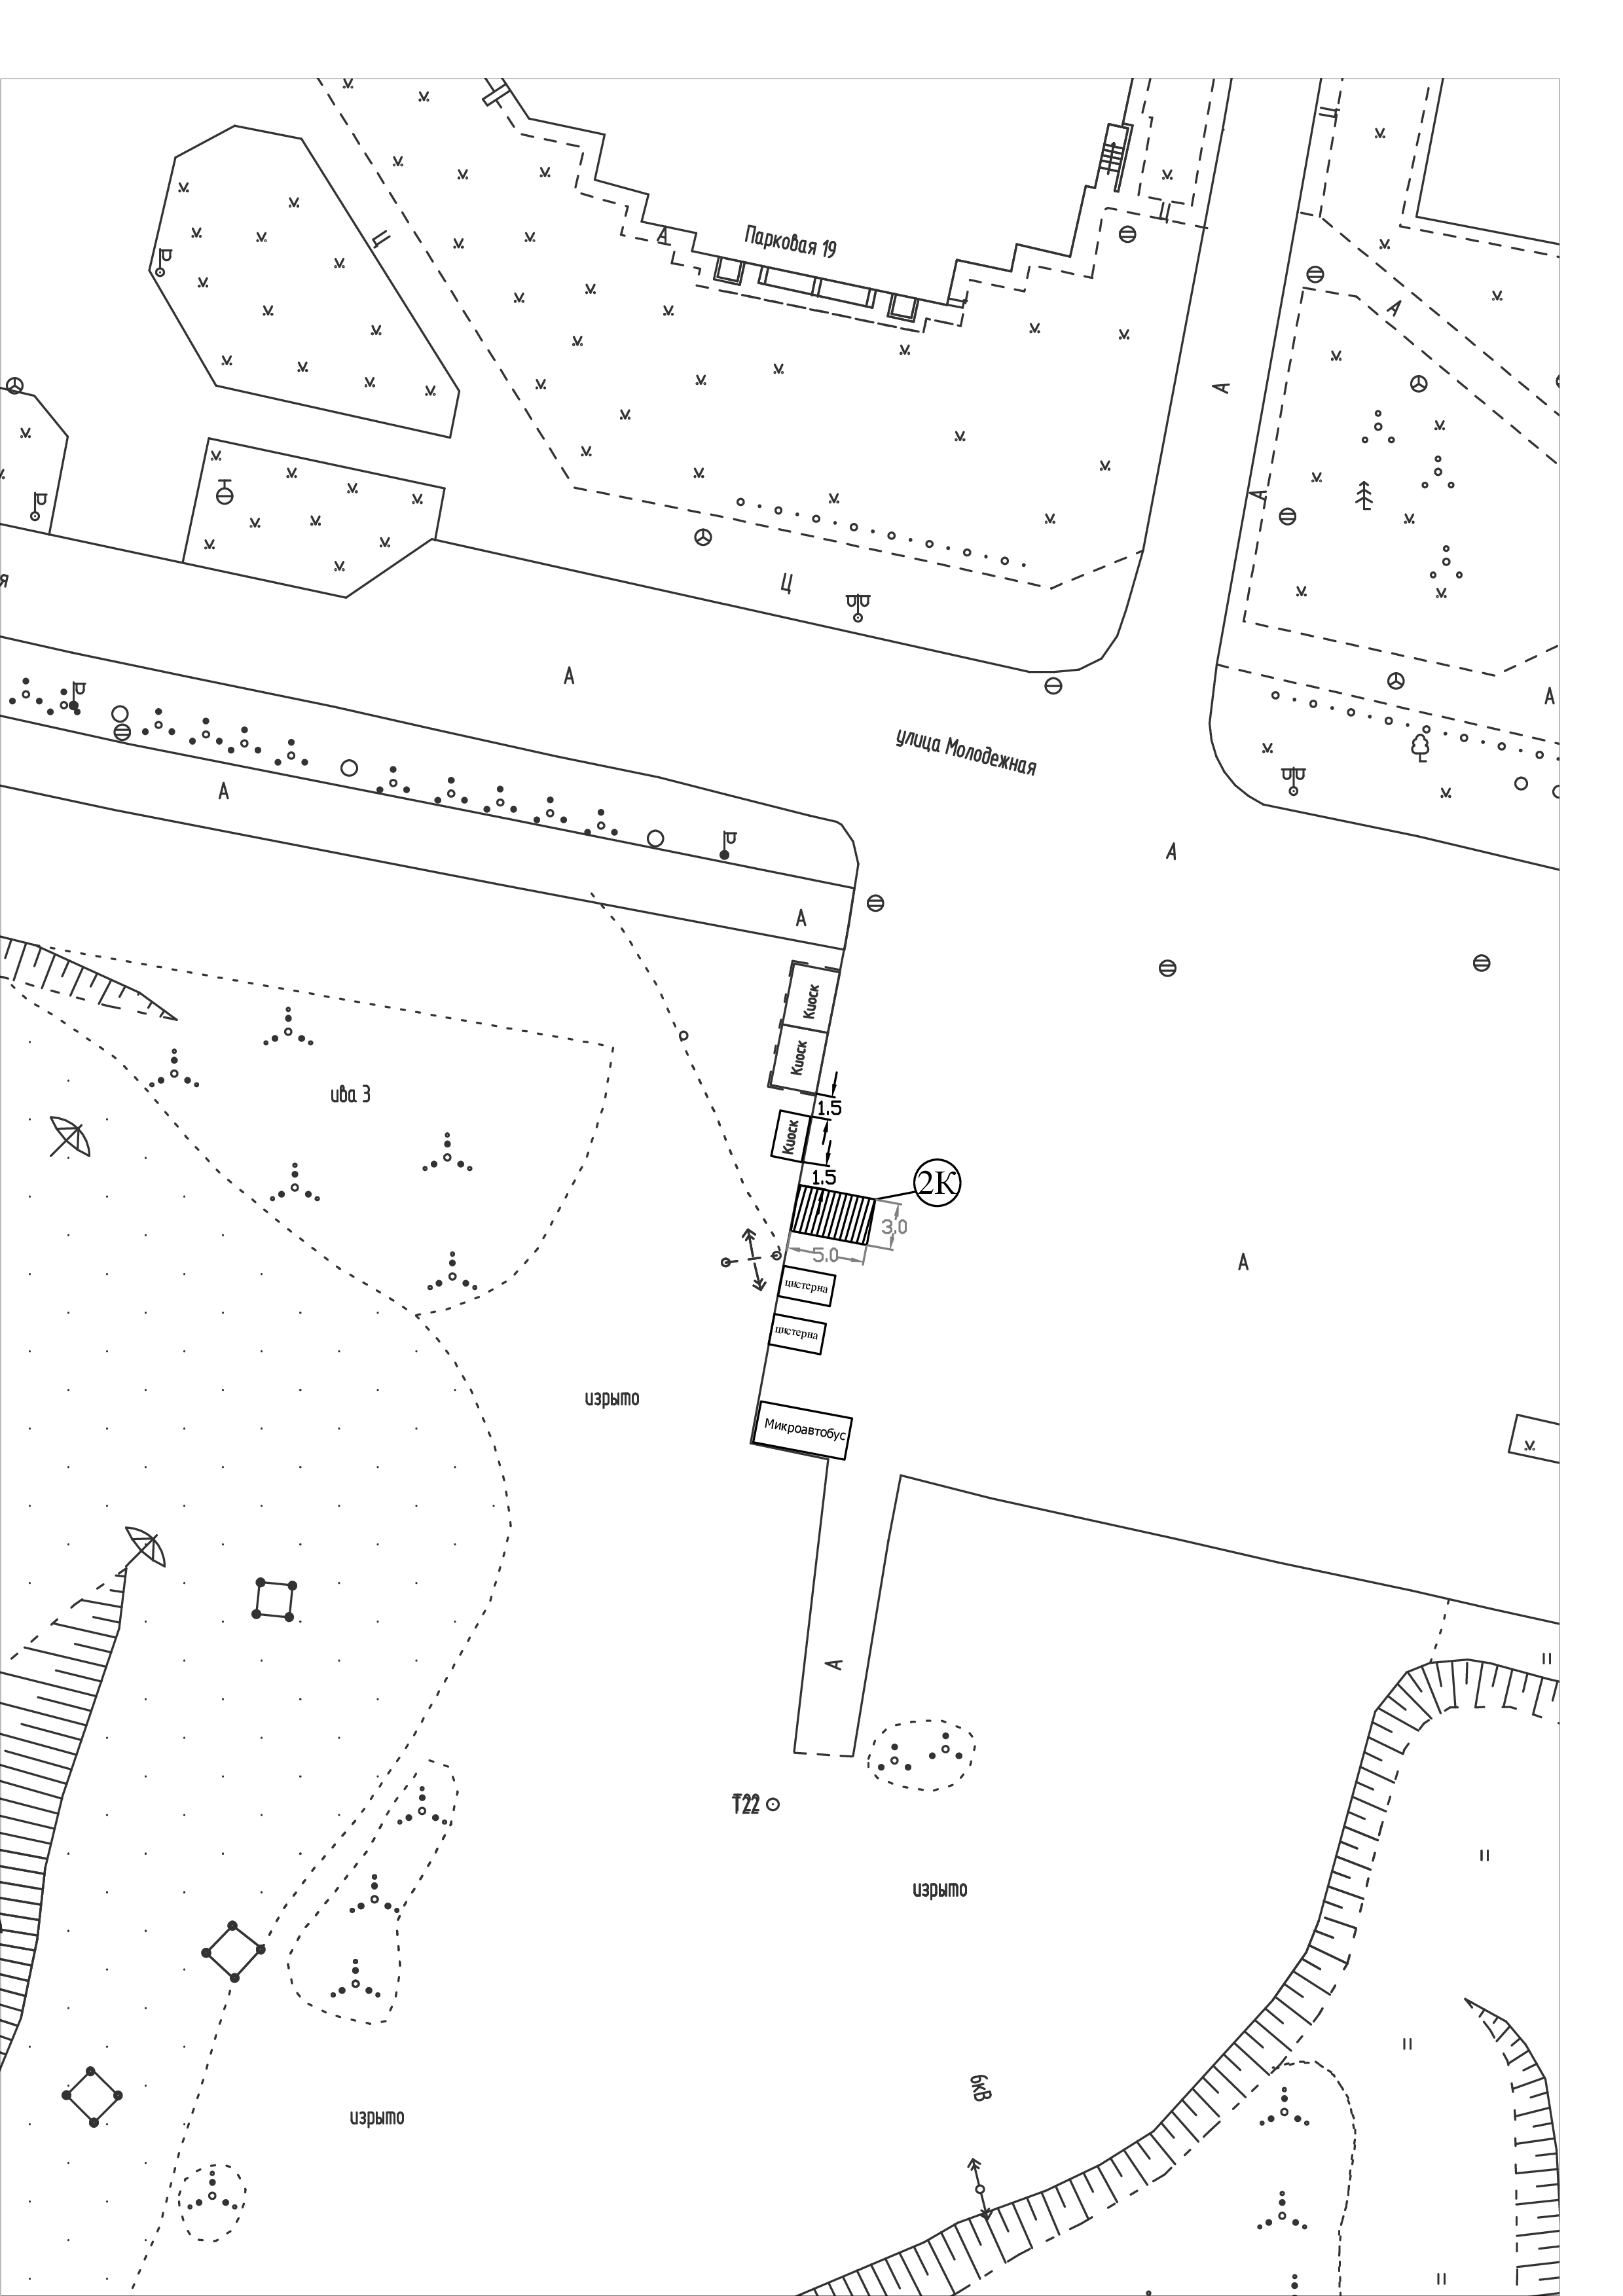 Ц
А
Парковая 19
А
А
А
Ц
я
А
А
улица Молодежная
А
А
А
Киоск
Киоск
ива 3
1.5
Киоск
1.5
2К
3.0
5.0
А
цистерна
цистерна
изрыто
Микроавтобус
А
Т22
изрыто
6кВ
изрыто